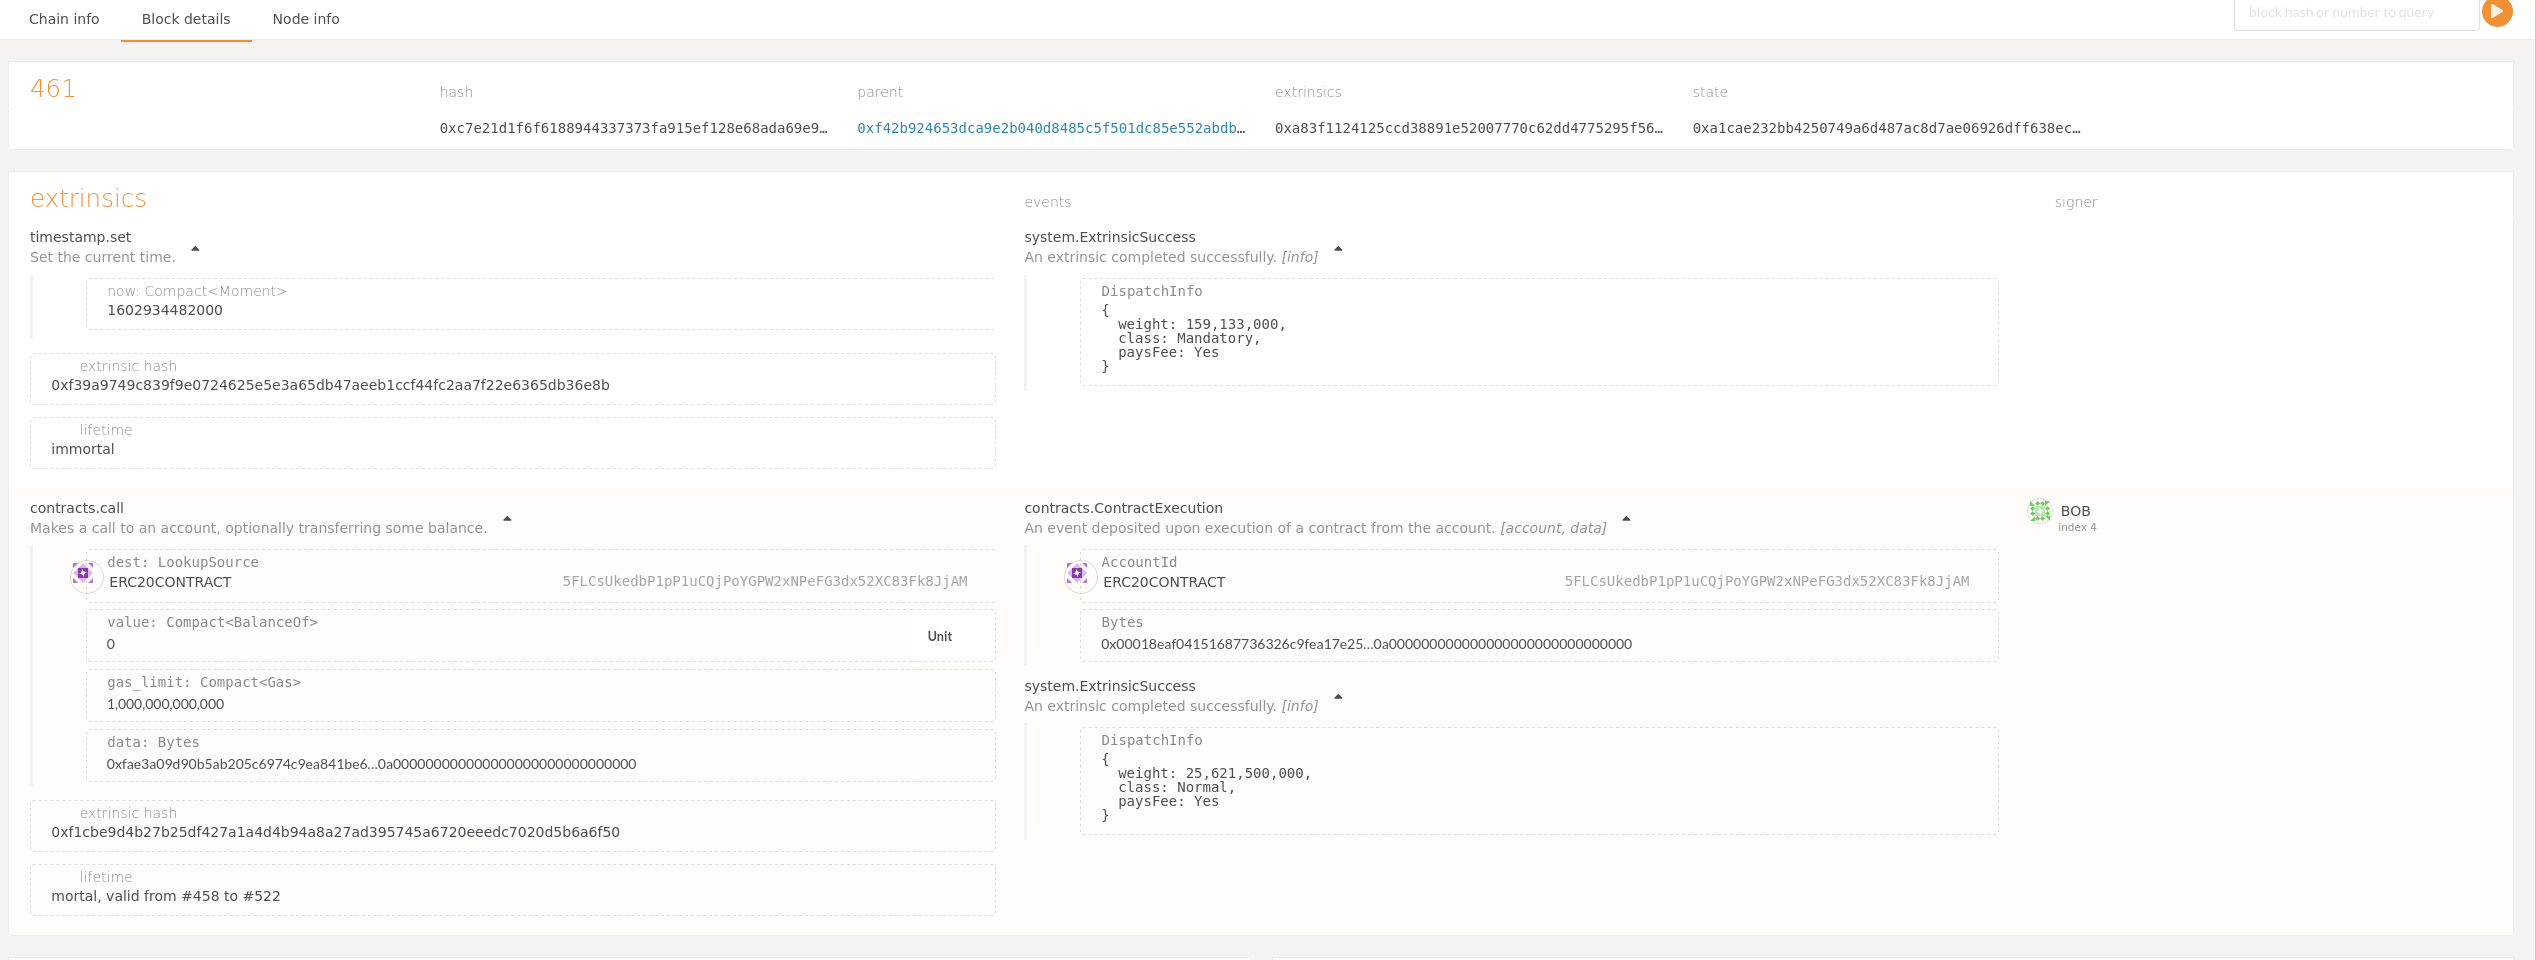 Chain info
Block details
Node info
block hash or number to query
461
hash
parent
extrinsics
state
0xc7e21d1f6f6188944337373fa915ef128e68ada69e9…
0xf42b924653dca9e2b040d8485c5f501dc85e552abdb…
0xa83f1124125ccd38891e52007770c62dd4775295f56…
0xa1cae232bb4250749a6d487ac8d7ae06926dff638ec…
extrinsics
events
signer
timestamp.set
Set the current time.
now: Compact<Moment>
1602934482000
extrinsic hash
0xf39a9749c839f9e0724625e5e3a65db47aeeb1ccf44fc2aa7f22e6365db36e8b
lifetime
immortal
system.ExtrinsicSuccess
An extrinsic completed successfully. [info]
DispatchInfo
{
weight: 159,133,000,
class: Mandatory,
paysFee: Yes
}
contracts.call
Makes a call to an account, optionally transferring some balance.
dest: LookupSource
ERC20CONTRACT 5FLCsUkedbP1pP1uCQjPoYGPW2xNPeFG3dx52XC83Fk8JjAM
value: Compact<BalanceOf>
0
Unit
gas_limit: Compact<Gas>
1,000,000,000,000
data: Bytes
0xfae3a09d90b5ab205c6974c9ea841be6…0a000000000000000000000000000000
extrinsic hash
0xf1cbe9d4b27b25df427a1a4d4b94a8a27ad395745a6720eeedc7020d5b6a6f50
lifetime
mortal, valid from #458 to #522
contracts.ContractExecution
An event deposited upon execution of a contract from the account. [account, data]
AccountId
ERC20CONTRACT 5FLCsUkedbP1pP1uCQjPoYGPW2xNPeFG3dx52XC83Fk8JjAM
Bytes
0x00018eaf04151687736326c9fea17e25…0a000000000000000000000000000000
system.ExtrinsicSuccess
An extrinsic completed successfully. [info]
DispatchInfo
{
weight: 25,621,500,000,
class: Normal,
paysFee: Yes
}
BOB
index 4